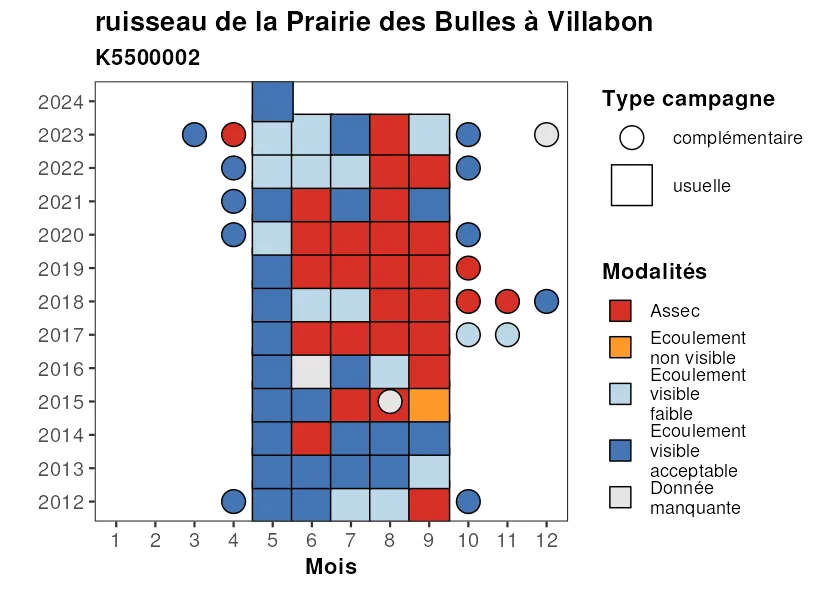 ruisseau de la Prairie des Bulles à Villabon
K5500002
2024
2023
2022
2021
2020
2019
2018
2017
2016
2015
2014
2013
2012
1 2 3 4 5 6 7 8 9 10 11 12
Mois
Type campagne
complémentaire
usuelle
Modalités
Assec
Ecoulement
non visible
Ecoulement
visible
faible
Ecoulement
visible
acceptable
Donnée
manquante